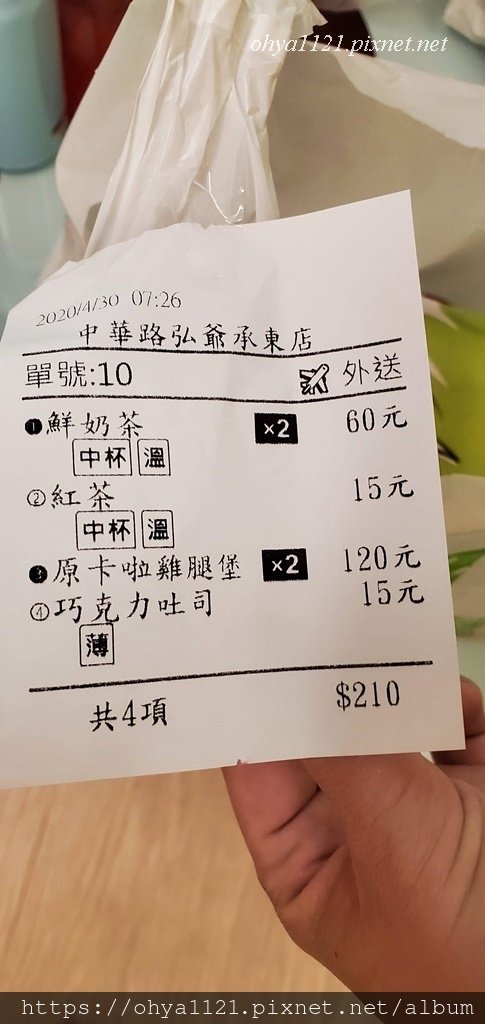 ohya1121.pixnet.net
2020/4/30 07:26
中華路弘爺承東店
單號:10 外送
❶鮮奶茶 ×2 60元
中杯 溫
②紅茶 15元
中杯 溫
❸原卡啦雞腿堡 ×2 120元
④巧克力吐司 15元
薄
共4項 $210
https://ohya1121.pixnet.net/album